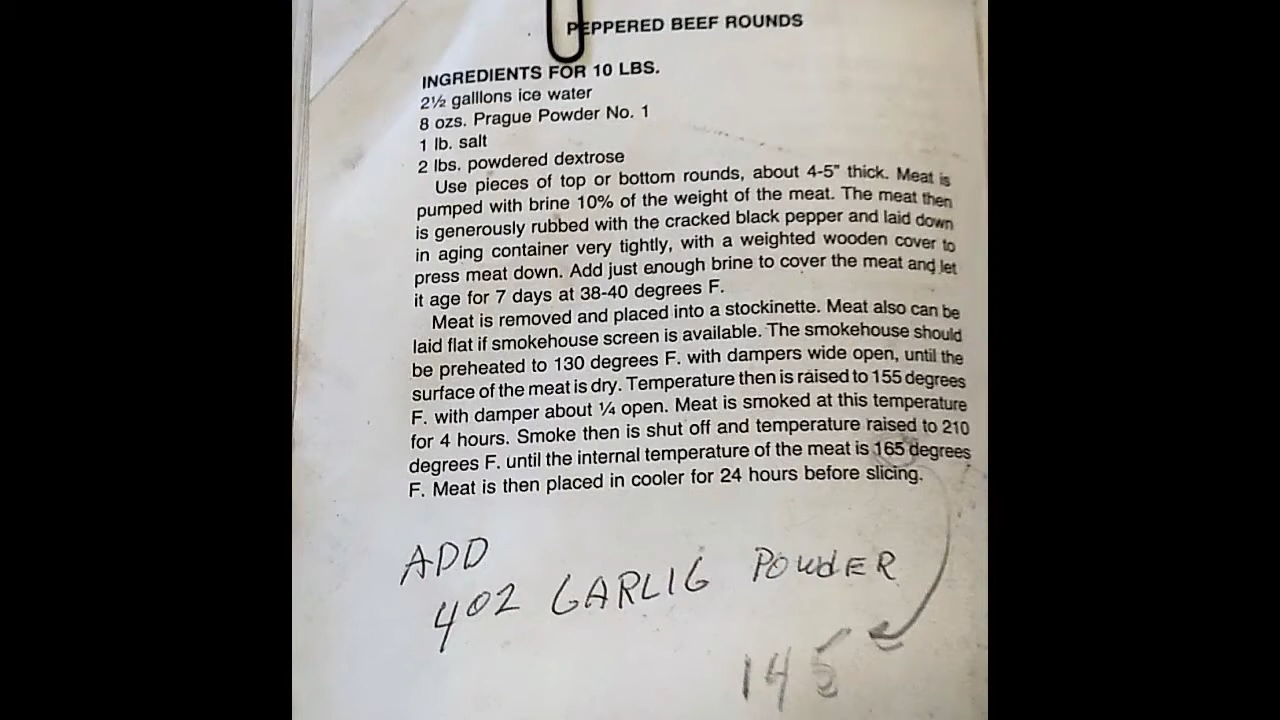 PEPPERED BEEF ROUNDS
INGREDIENTS FOR 10 LBS.
2½ galllons ice water
8 ozs. Prague Powder No. 1
1 lb. salt
2 lbs. powdered dextrose
Use pieces of top or bottom rounds, about 4-5" thick. Meat is
pumped with brine 10% of the weight of the meat. The meat then
is generously rubbed with the cracked black pepper and laid down
in aging container very tightly, with a weighted wooden cover to
press meat down. Add just enough brine to cover the meat and let
it age for 7 days at 38-40 degrees F.
Meat is removed and placed into a stockinette. Meat also can be
laid flat if smokehouse screen is available. The smokehouse should
be preheated to 130 degrees F. with dampers wide open, until the
surface of the meat is dry. Temperature then is raised to 155 degrees
F. with damper about ¼ open. Meat is smoked at this temperature
for 4 hours. Smoke then is shut off and temperature raised to 210
degrees F. until the internal temperature of the meat is 165 degrees
F. Meat is then placed in cooler for 24 hours before slicing.
ADD
4OZ GARLIG POWDER
145